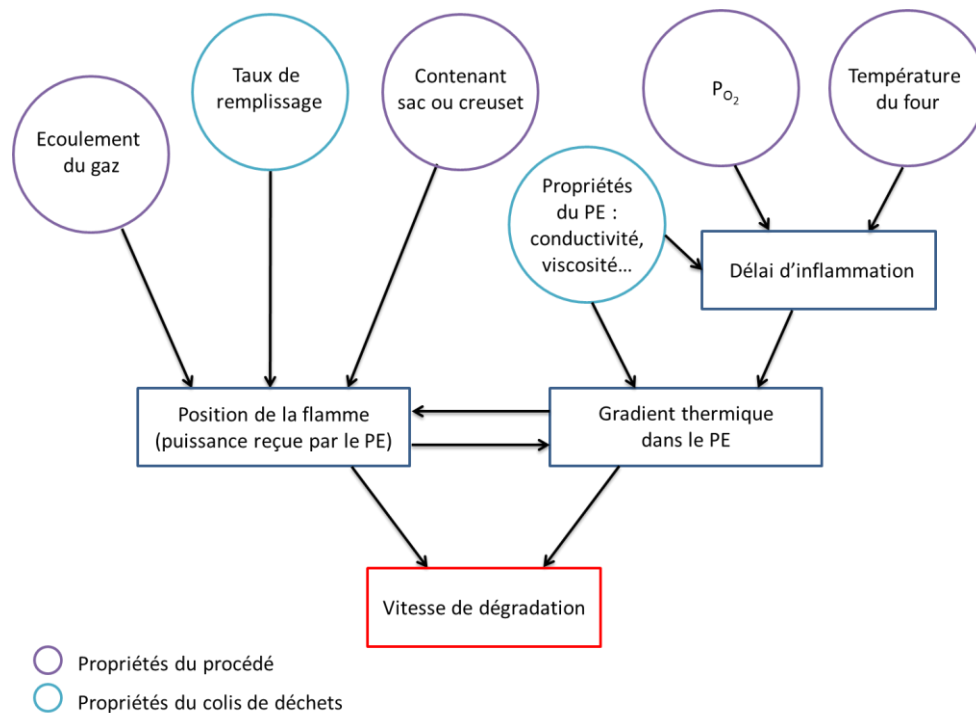 Ecoulement
du gaz
Taux de
remplissage
Contenant
sac ou creuset
P_O2
Température
du four
Propriétés
du PE :
conductivité,
viscosité...
Délai d'inflammation
Position de la flamme
(puissance reçue par le PE)
Gradient thermique
dans le PE
Vitesse de dégradation
Propriétés du procédé
Propriétés du colis de déchets